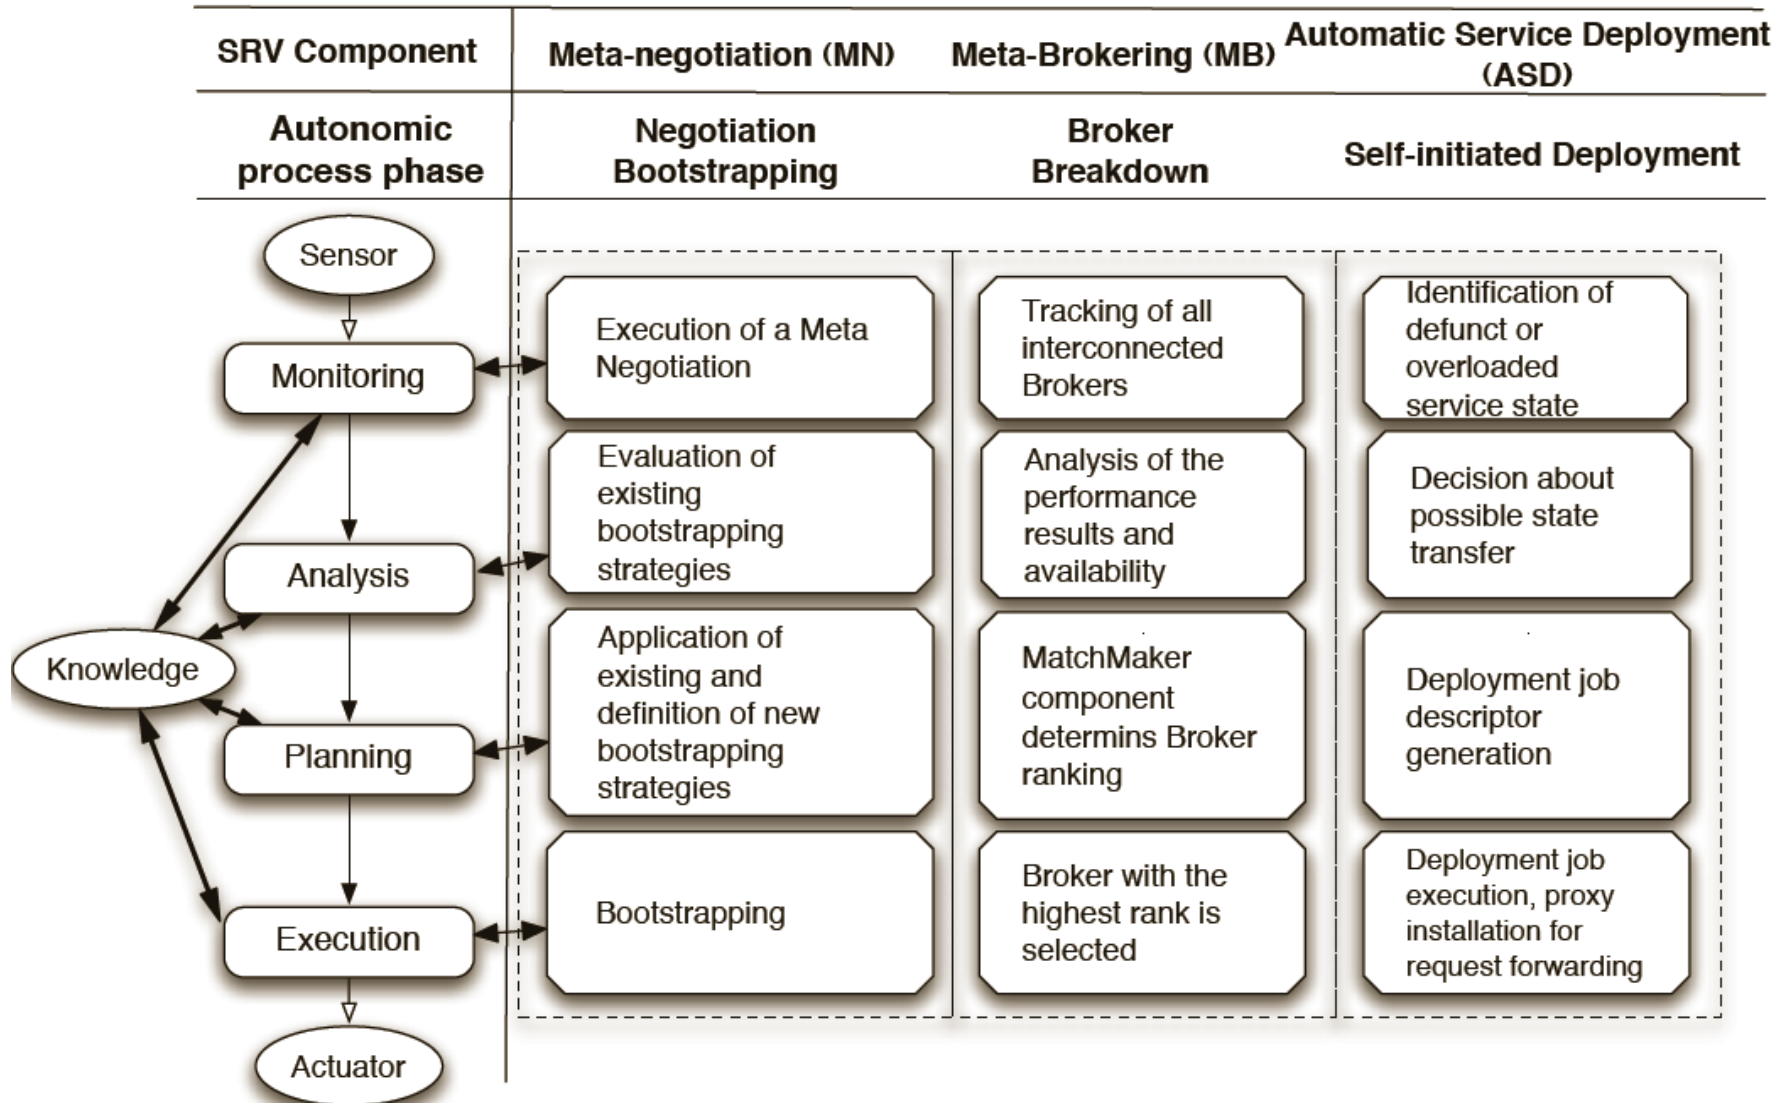 SRV Component
Meta-negotiation (MN)
Meta-Brokering (MB)
Automatic Service Deployment
(ASD)
Autonomic
process phase
Negotiation
Bootstrapping
Broker
Breakdown
Self-initiated Deployment
Sensor
Monitoring
Execution of a Meta
Negotiation
Tracking of all
interconnected
Brokers
Identification of
defunct or
overloaded
service state
Analysis
Evaluation of
existing
bootstrapping
strategies
Analysis of the
performance
results and
availability
Decision about
possible state
transfer
Knowledge
Planning
Application of
existing and
definition of new
bootstrapping
strategies
MatchMaker
component
determins Broker
ranking
Deployment job
descriptor
generation
Execution
Bootstrapping
Broker with the
highest rank is
selected
Deployment job
execution, proxy
installation for
request forwarding
Actuator